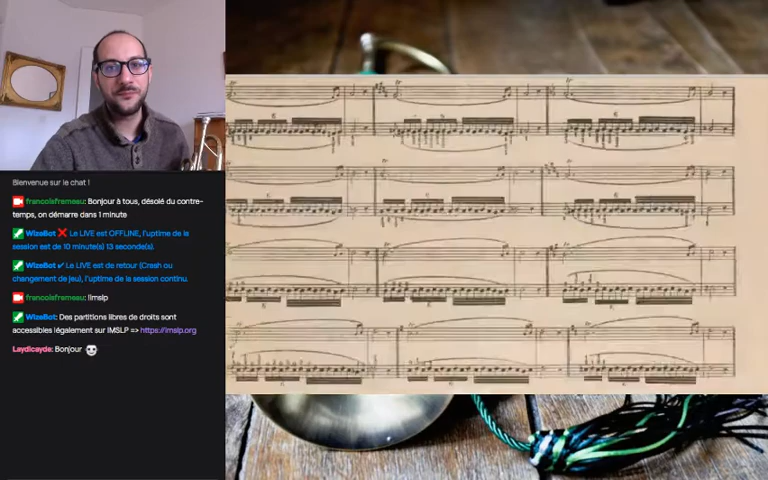 Bienvenue sur le chat !
francoisfremeau: Bonjour à tous, désolé du contre-
temps, on démarre dans 1 minute
WizeBot ❌ Le LIVE est OFFLINE, l'uptime de la
session est de 10 minute(s) 13 seconde(s).
WizeBot ✔ Le LIVE est de retour (Crash ou
changement de jeu), l'uptime de la session continu.
francoisfremeau: !imslp
WizeBot: Des partitions libres de droits sont
accessibles légalement sur IMSLP => https://imslp.org
Laydicayde: Bonjour